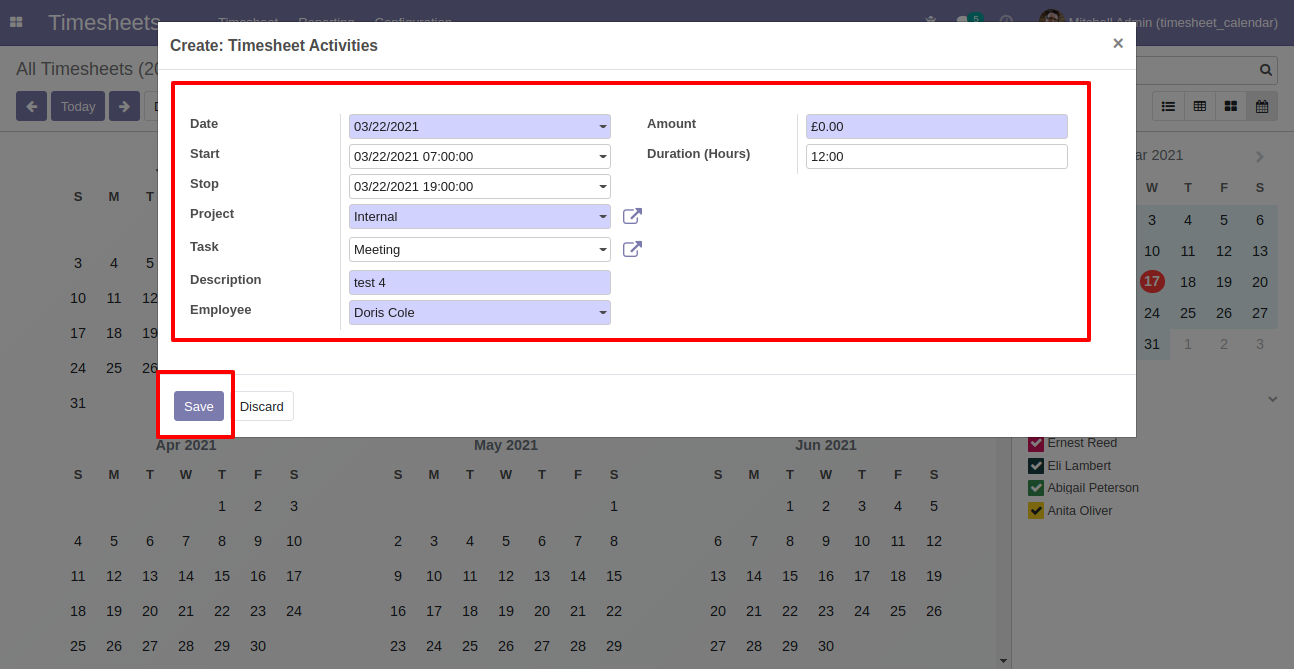 Timesheets Timesheet Reporting Configuration 5 Mitchell Admin (timesheet_calendar)
Create: Timesheet Activities ×
All Timesheets (20
Today
Date 03/22/2021 Amount £0.00
Start 03/22/2021 07:00:00 Duration (Hours) 12:00
Stop 03/22/2021 19:00:00
Project Internal
Task Meeting
Description test 4
Employee Doris Cole
Save Discard
S M T
3 4 5
10 11 12
17 18 19
24 25 26
31
ar 2021
W T F S
3 4 5 6
10 11 12 13
17 18 19 20
24 25 26 27
31 1 2 3
Apr 2021 May 2021 Jun 2021
S M T W T F S S M T W T F S S M T W T F S
1 2 3 1 1 2 3 4 5
4 5 6 7 8 9 10 2 3 4 5 6 7 8 6 7 8 9 10 11 12
11 12 13 14 15 16 17 9 10 11 12 13 14 15 13 14 15 16 17 18 19
18 19 20 21 22 23 24 16 17 18 19 20 21 22 20 21 22 23 24 25 26
25 26 27 28 29 30 23 24 25 26 27 28 29 27 28 29 30
Ernest Reed
Eli Lambert
Abigail Peterson
Anita Oliver